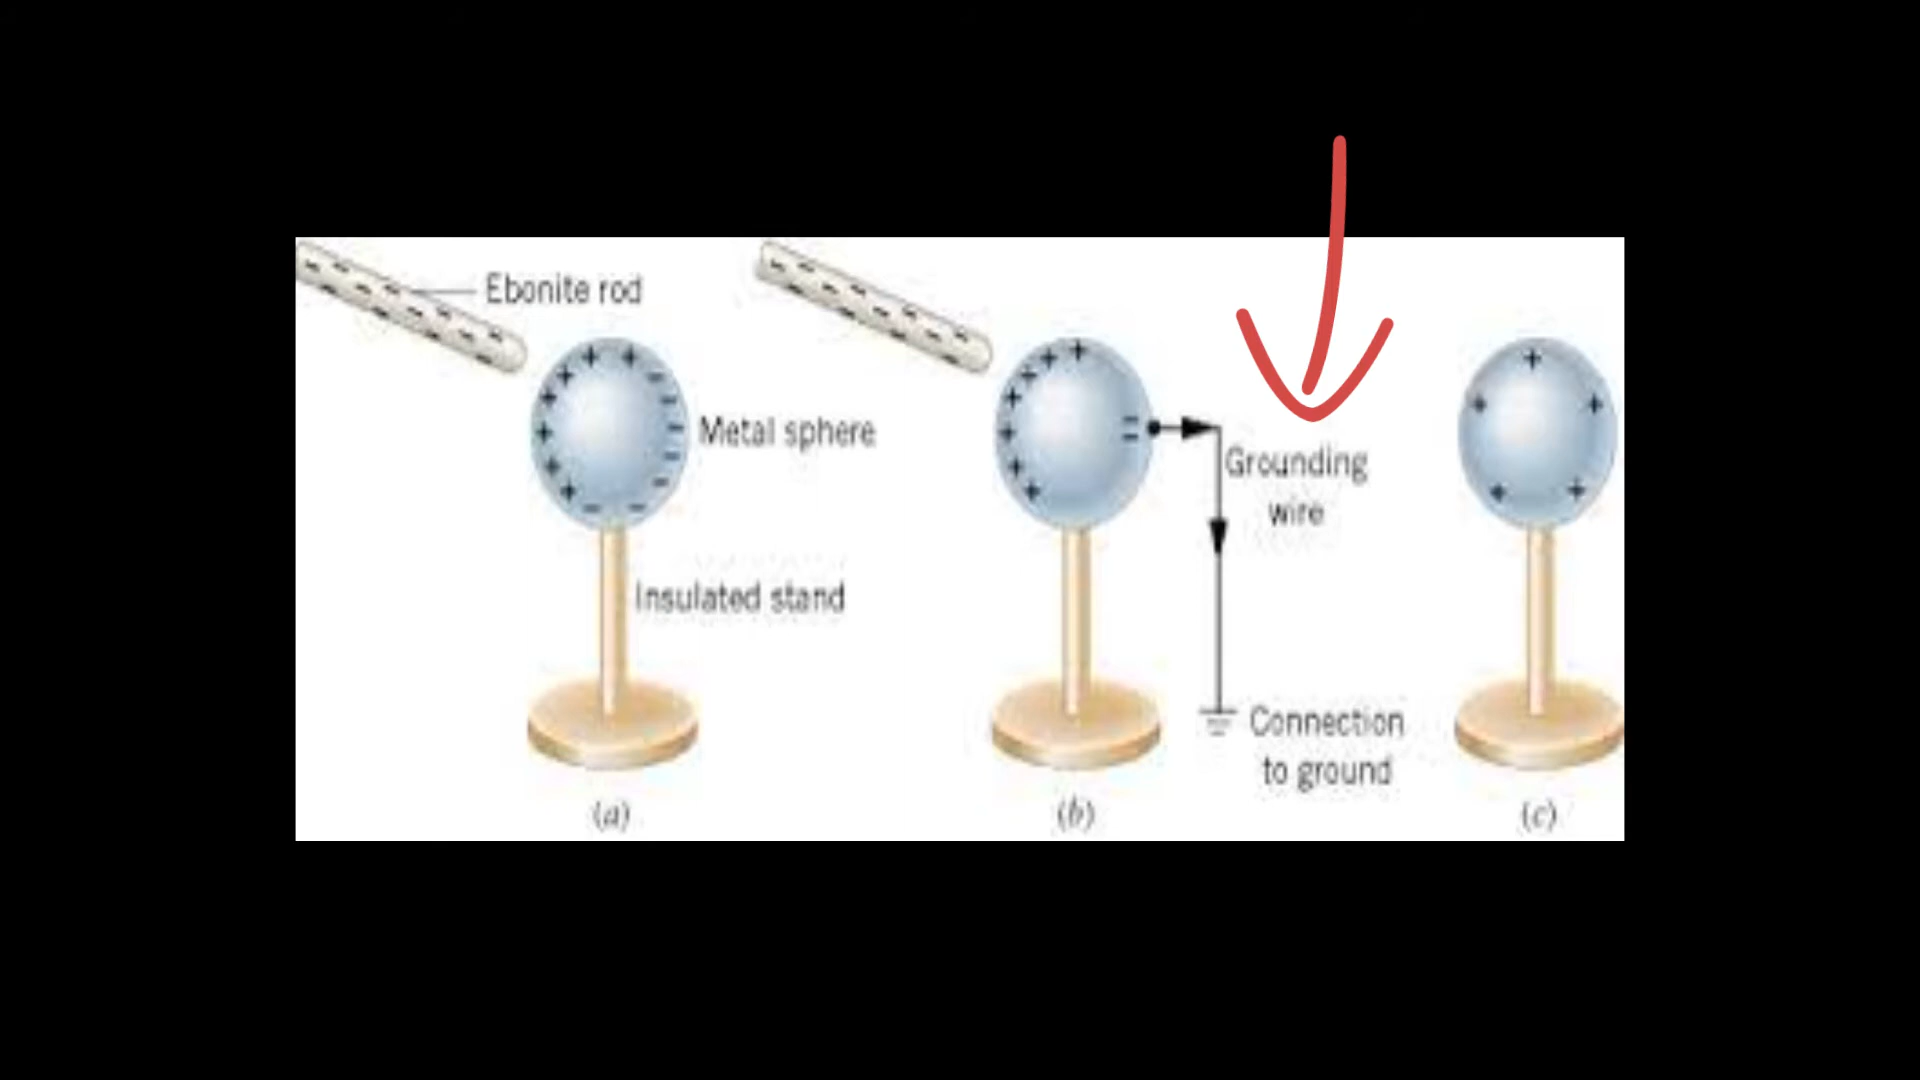 Ebonite rod
Metal sphere
Insulated stand
Grounding
wire
Connection
to ground
(a)
(b)
(c)